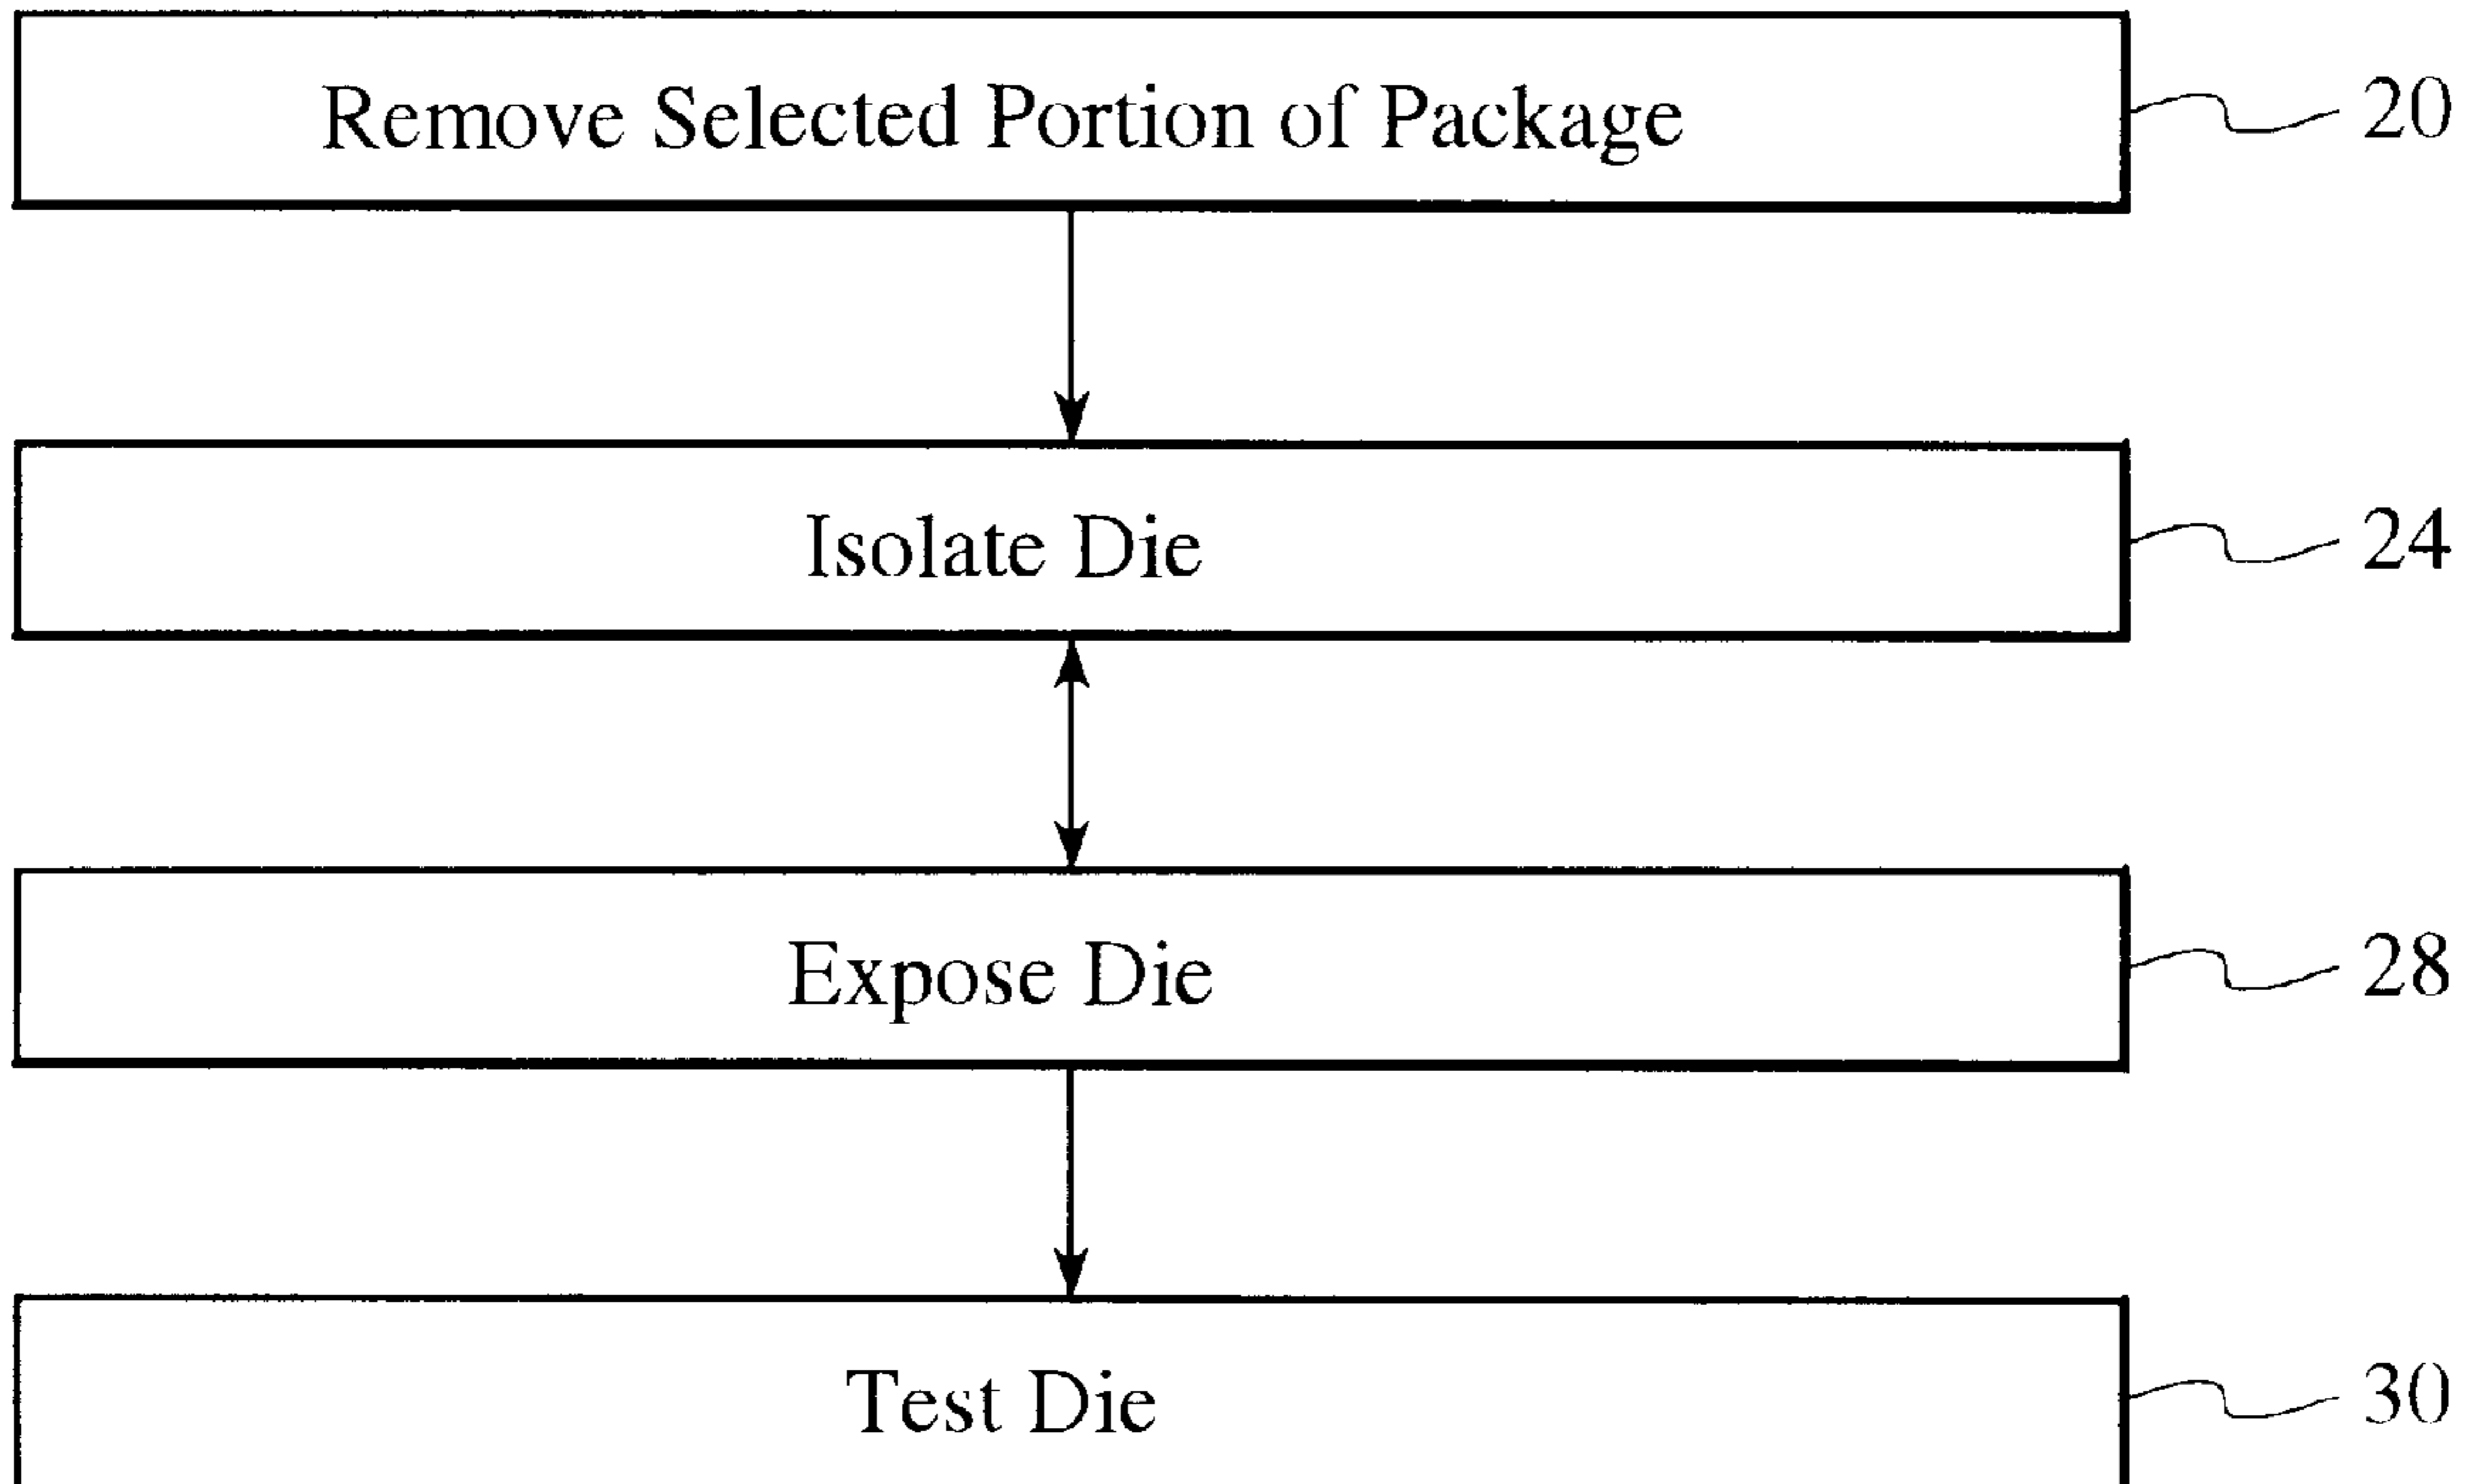 Remove Selected Portion of Package 20
Isolate Die 24
Expose Die 28
Test Die 30